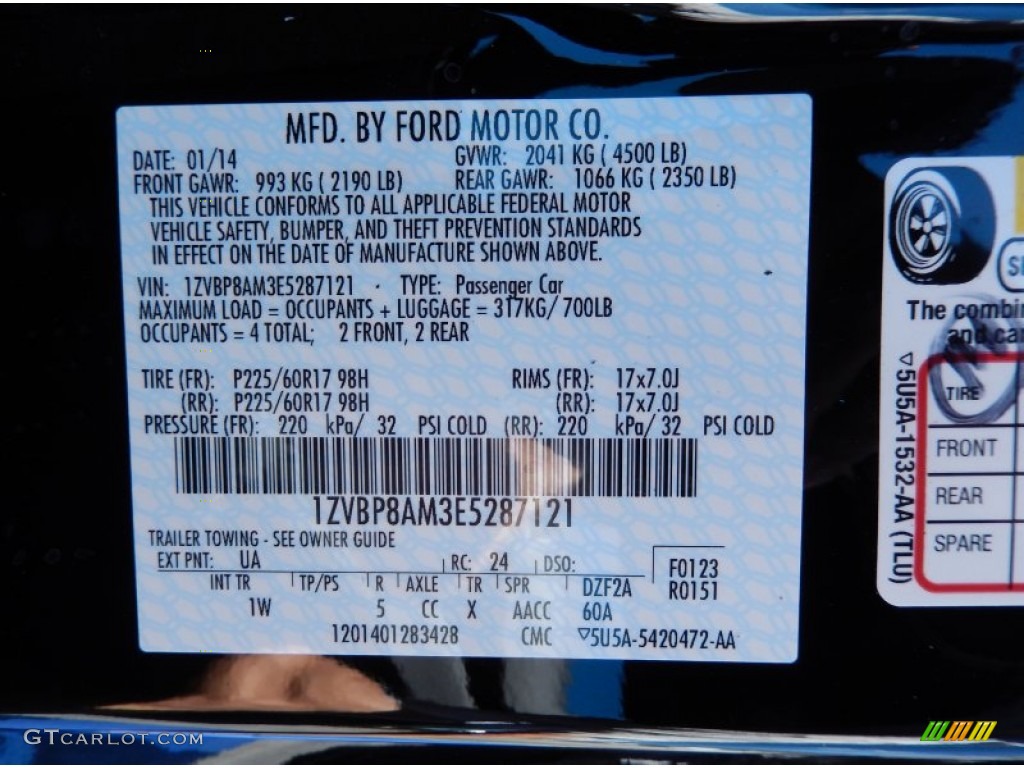 MFD. BY FORD MOTOR CO.
DATE: 01/14 GVWR: 2041 KG ( 4500 LB)
FRONT GAWR: 993 KG ( 2190 LB) REAR GAWR: 1066 KG ( 2350 LB)
THIS VEHICLE CONFORMS TO ALL APPLICABLE FEDERAL MOTOR
VEHICLE SAFETY, BUMPER, AND THEFT PREVENTION STANDARDS
IN EFFECT ON THE DATE OF MANUFACTURE SHOWN ABOVE.
VIN: 1ZVBP8AM3E5287121 TYPE: Passenger Car
MAXIMUM LOAD = OCCUPANTS + LUGGAGE = 317KG/ 700LB
OCCUPANTS = 4 TOTAL; 2 FRONT, 2 REAR
TIRE (FR): P225/60R17 98H RIMS (FR): 17x7.0J
(RR): P225/60R17 98H (RR): 17x7.0J
PRESSURE (FR): 220 kPa/ 32 PSI COLD (RR): 220 kPa/ 32 PSI COLD
1ZVBP8AM3E5287121
TRAILER TOWING - SEE OWNER GUIDE
EXT PNT: UA RC: 24 DSO: F0123
INT TR TP/PS R AXLE TR SPR DZF2A R0151
1W 5 CC X AACC 60A
1201401283428 CMC ▽5U5A-5420472-AA
The combin
and car
TIRE
FRONT
REAR
SPARE
▽5U5A-1532-AA (TLU)
GTcarlot.com